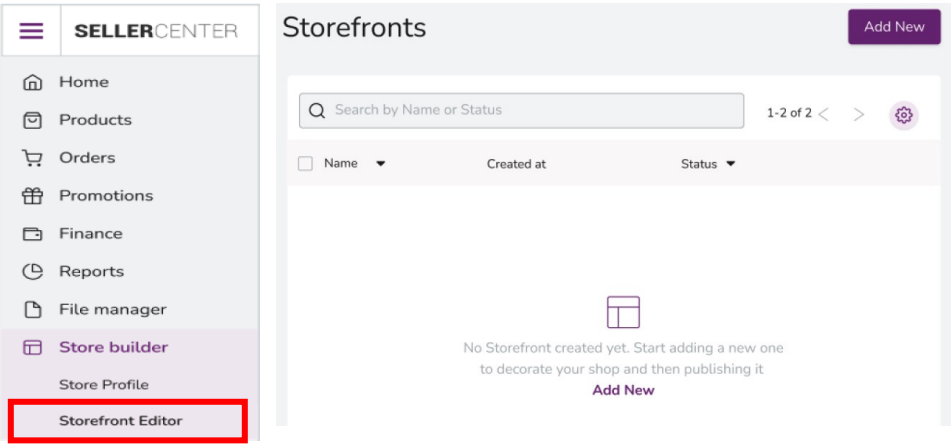 SELLERCENTER
Home
Products
Orders
Promotions
Finance
Reports
File manager
Store builder
Store Profile
Storefront Editor
Storefronts
Add New
Search by Name or Status
1-2 of 2
Name
Created at
Status
No Storefront created yet. Start adding a new one
to decorate your shop and then publishing it
Add New